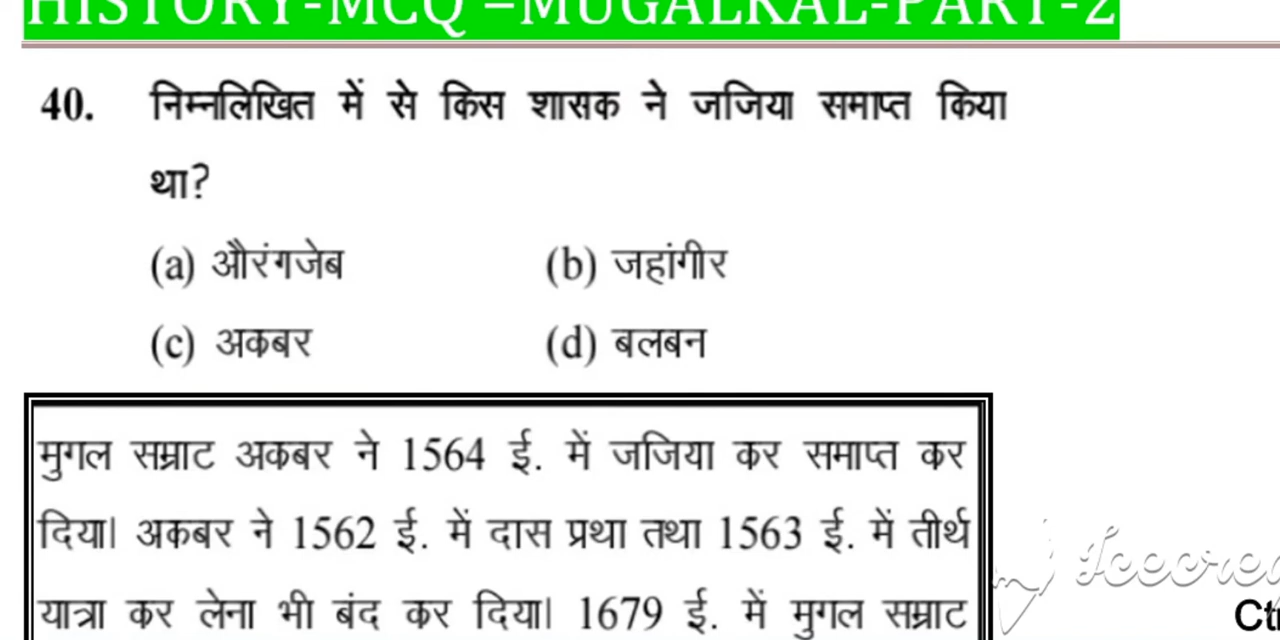 HISTORY-MCQ –MUGALKAL-PART-2
40. निम्नलिखित में से किस शासक ने जजिया समाप्त किया
था?
(a) औरंगजेब (b) जहांगीर
(c) अकबर (d) बलबन
मुगल सम्राट अकबर ने 1564 ई. में जजिया कर समाप्त कर
दिया। अकबर ने 1562 ई. में दास प्रथा तथा 1563 ई. में तीर्थ
यात्रा कर लेना भी बंद कर दिया। 1679 ई. में मुगल सम्राट